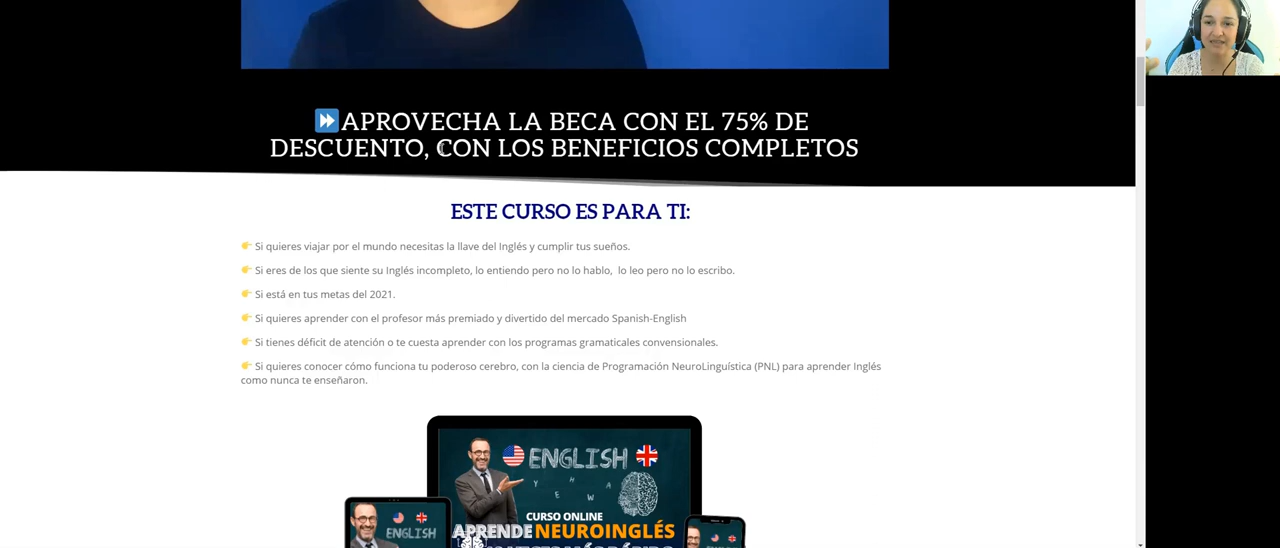 APROVECHA LA BECA CON EL 75% DE
DESCUENTO, CON LOS BENEFICIOS COMPLETOS
ESTE CURSO ES PARA TI:
Si quieres viajar por el mundo necesitas la llave del Inglés y cumplir tus sueños.
Si eres de los que siente su Inglés incompleto, lo entiendo pero no lo hablo, lo leo pero no lo escribo.
Si está en tus metas del 2021.
Si quieres aprender con el profesor más premiado y divertido del mercado Spanish-English
Si tienes déficit de atención o te cuesta aprender con los programas gramaticales convensionales.
Si quieres conocer cómo funciona tu poderoso cerebro, con la ciencia de Programación NeuroLinguística (PNL) para aprender Inglés
como nunca te enseñaron.
ENGLISH
Y H A
E W
CURSO ONLINE
APRENDE NEUROINGLÉS
ENGLISH